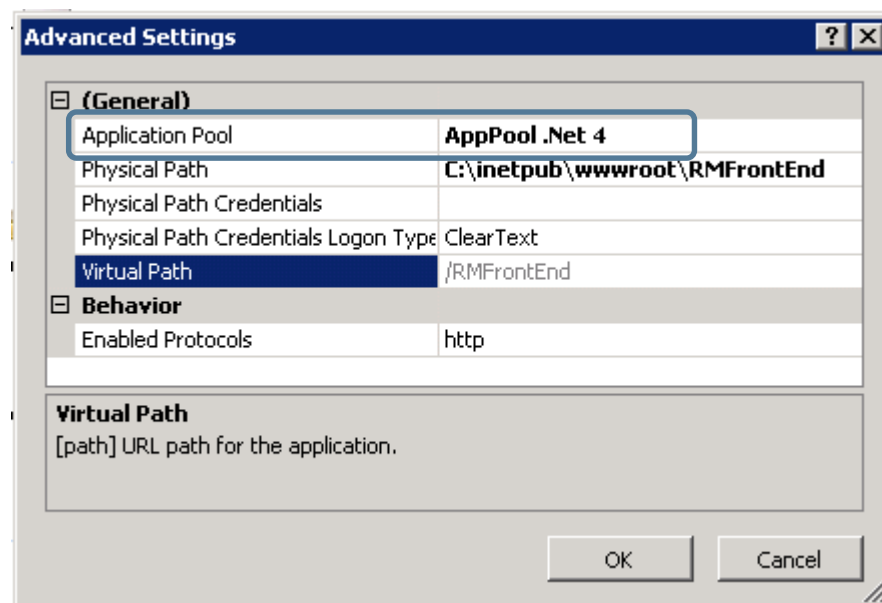 Advanced Settings
(General)
Application Pool AppPool .Net 4
Physical Path C:\inetpub\wwwroot\RMFrontEnd
Physical Path Credentials
Physical Path Credentials Logon Type ClearText
Virtual Path /RMFrontEnd
Behavior
Enabled Protocols http
Virtual Path
[path] URL path for the application.
OK Cancel